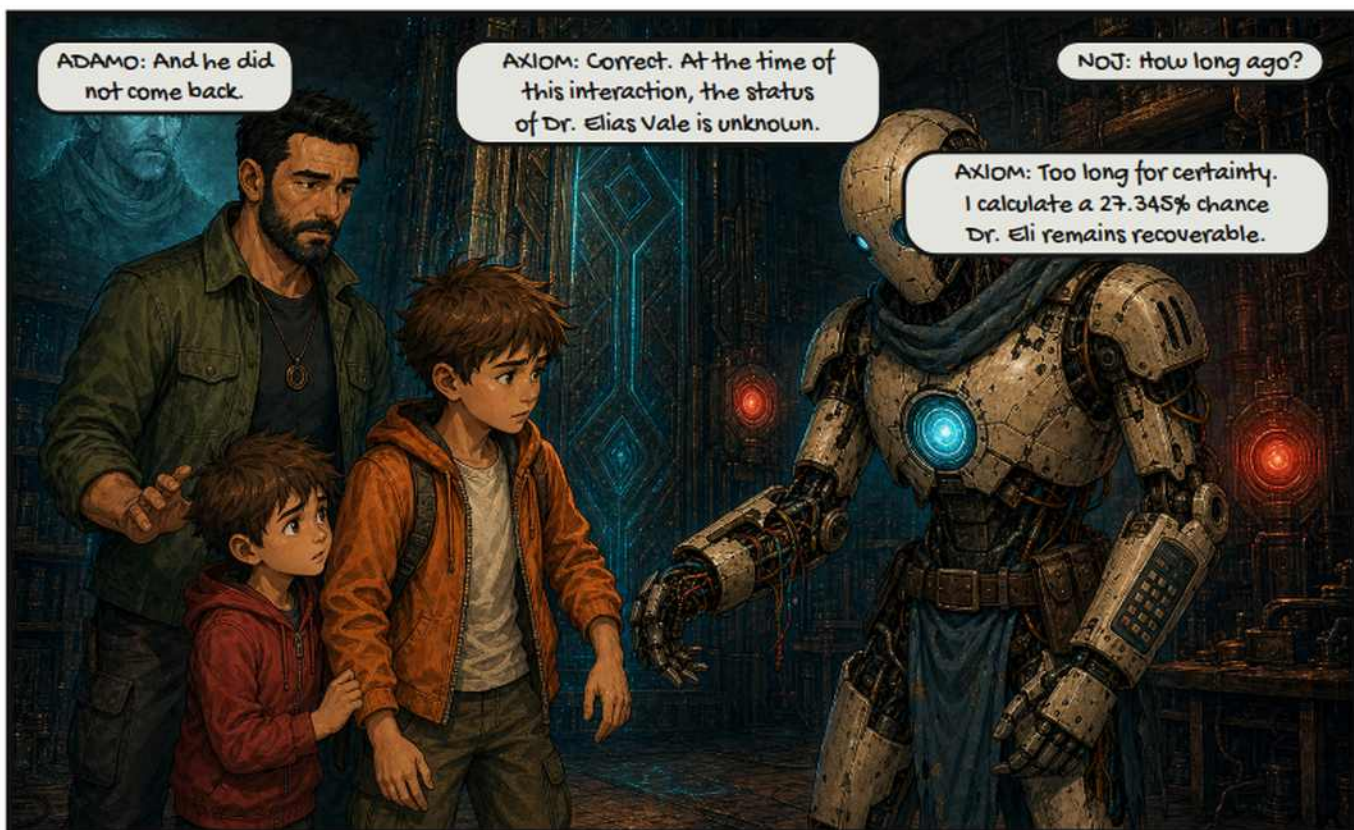 ADAMO: And he did
not come back.
AXIOM: Correct. At the time of
this interaction, the status
of Dr. Elias Vale is unknown.
NOJ: How long ago?
AXIOM: Too long for certainty.
I calculate a 27.345% chance
Dr. Eli remains recoverable.